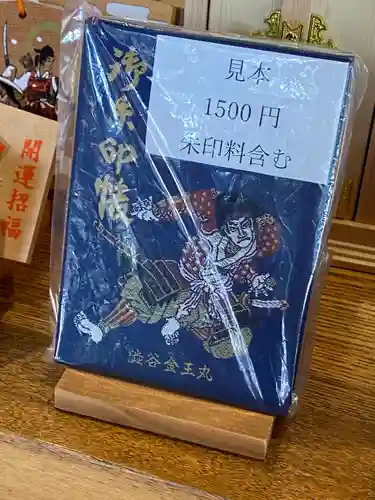 見本
1500円
朱印料含む
御朱印帳
澁谷金王丸
開運招福